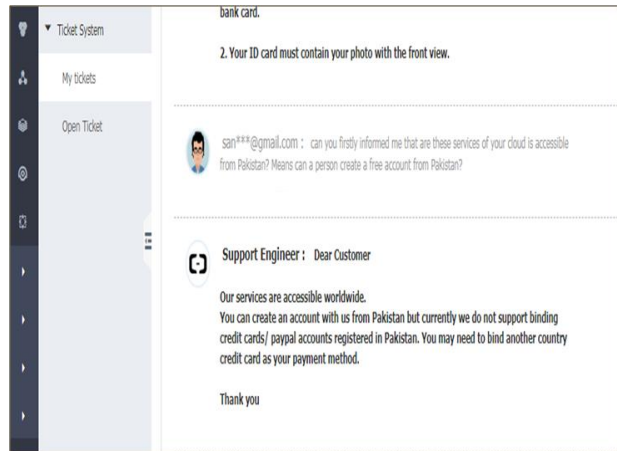 bank card.
Ticket System
2. Your ID card must contain your photo with the front view.
My tickets
Open Ticket
san***@gmail.com : can you firstly informed me that are these services of your cloud is accessible
from Pakistan? Means can a person create a free account from Pakistan?
Support Engineer : Dear Customer
Our services are accessible worldwide.
You can create an account with us from Pakistan but currently we do not support binding
credit cards/ paypal accounts registered in Pakistan. You may need to bind another country
credit card as your payment method.
Thank you